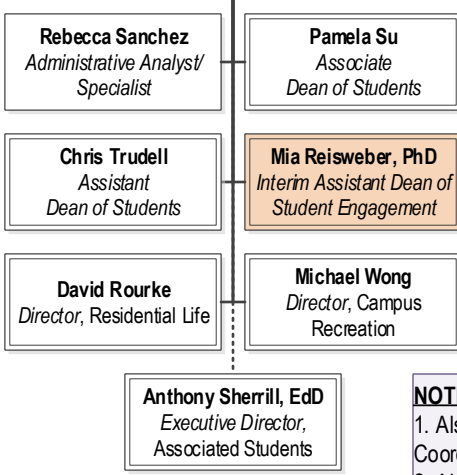 Rebecca Sanchez
Administrative Analyst/
Specialist
Pamela Su
Associate
Dean of Students
Chris Trudell
Assistant
Dean of Students
Mia Reisweber, PhD
Interim Assistant Dean of
Student Engagement
David Rourke
Director, Residential Life
Michael Wong
Director, Campus
Recreation
Anthony Sherrill, EdD
Executive Director,
Associated Students
1.